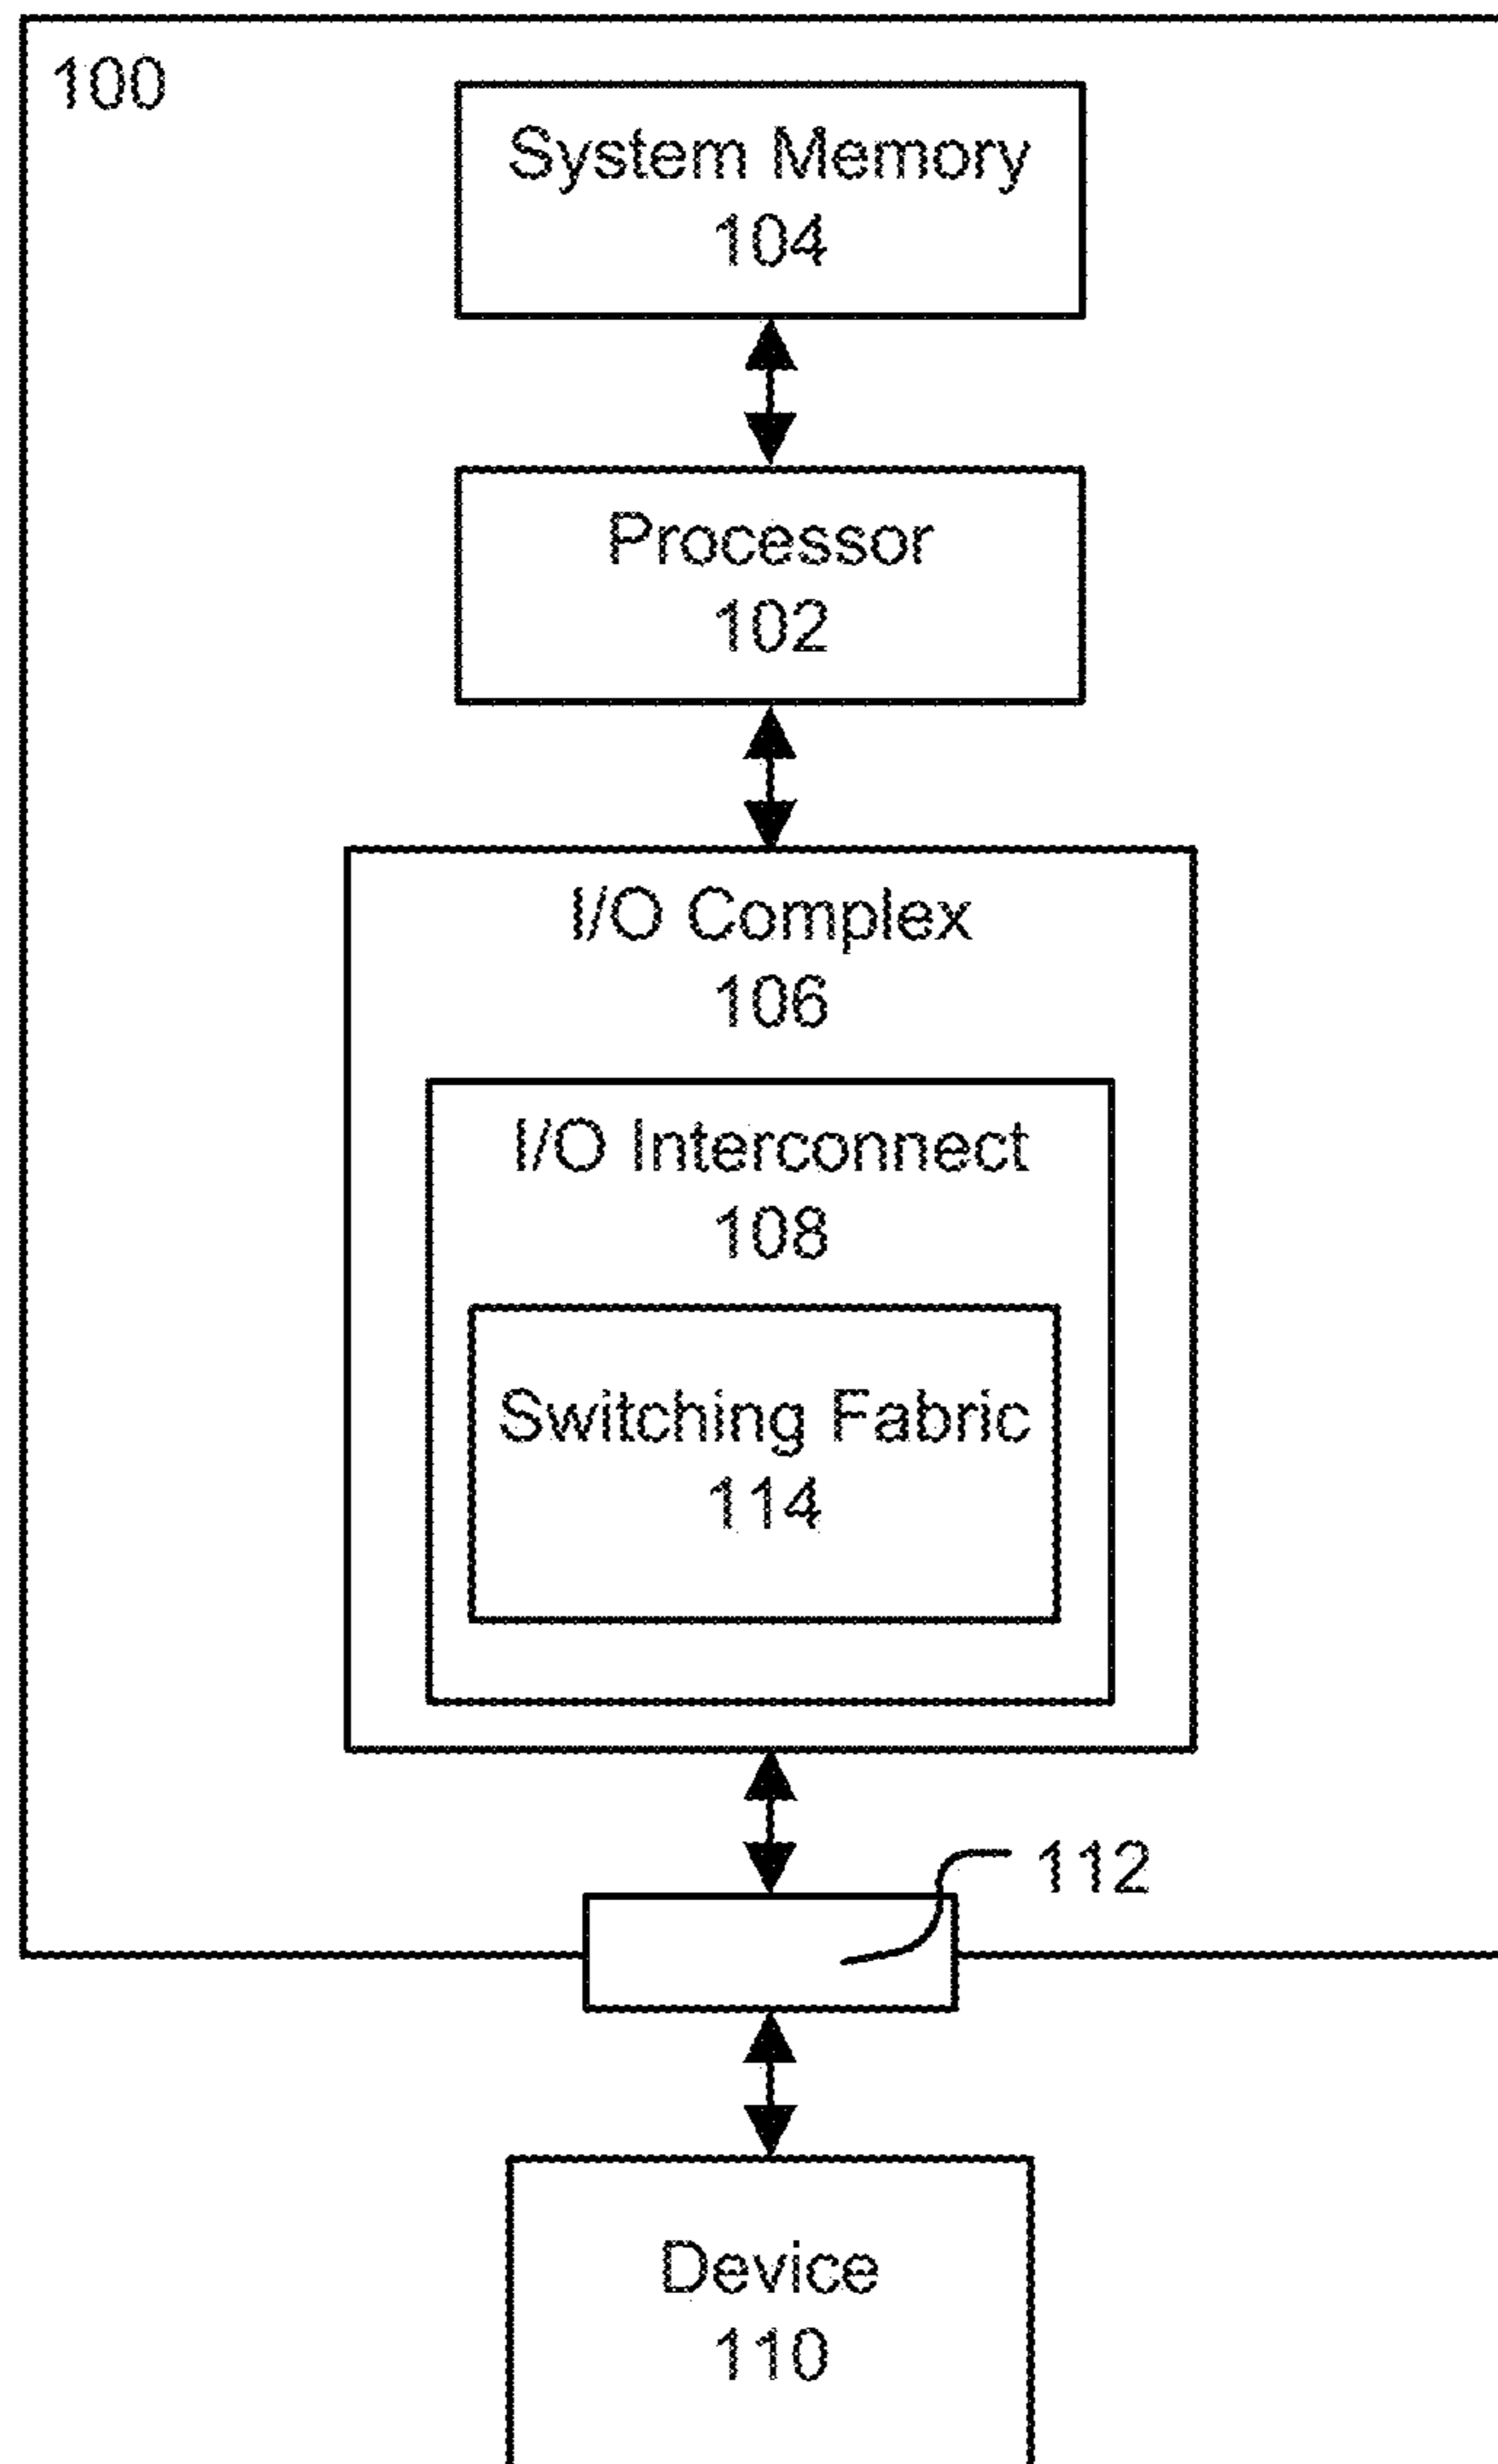 100
System Memory
104
Processor
102
I/O Complex
106
I/O Interconnect
108
Switching Fabric
114
112
Device
110